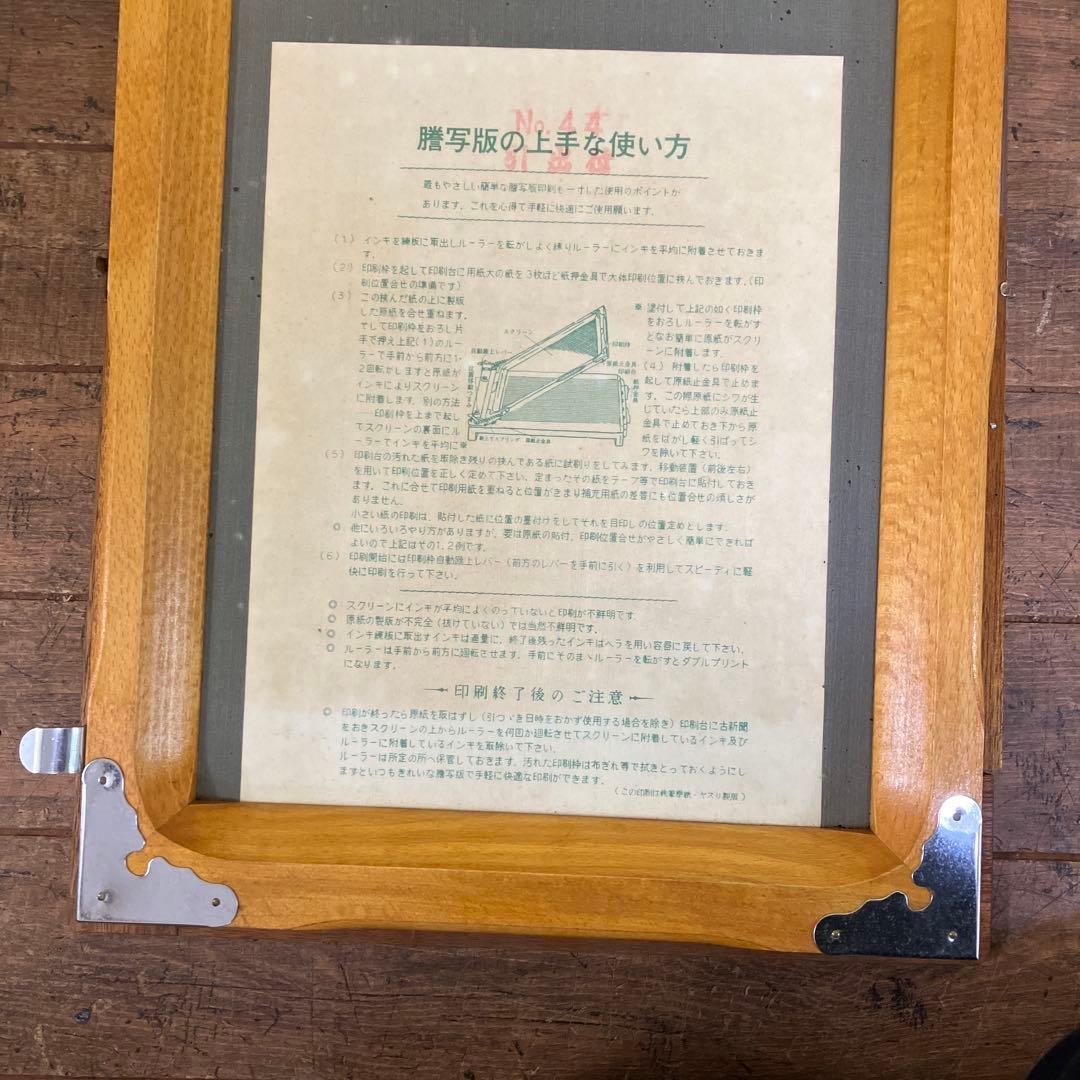 No.44
謄写版の上手な使い方
最もやさしい簡単な謄写版印刷も一寸した使用のポイントが
あります。これを心得て手軽に快適にご使用願います。
(1) インキを練板に取出しルーラーを転がしよく練りルーラーにインキを平均に附着させておきま
す。
(2) 印刷枠を起して印刷台に用紙大の紙を3枚ほど紙押金具で大体印刷位置に挟んでおきます。(印
刷位置合せの準備です)
(3) この挟んだ紙の上に製版
した原紙を合せ重ねます。
そして印刷枠をおろし片
手で押え上記(1)のルー
ラーで手前から前方に1-
2回転がしますと原紙が
インキによりスクリーン
に附着します。別の方法
──印刷枠を上まで起し
てスクリーンの裏面にル
ーラーでインキを平均に※
スクリーン
印刷枠
自動跳上レバー
原紙止金具
印刷台
紙押金具
位置移動つまみ
跳上りスプリング
原紙止金具
※ 塗付して上記の如く印刷枠
をおろしルーラーを転がす
となお簡単に原紙がスクリ
ーンに附着します。
(4) 附着したら印刷枠を
起して原紙止金具で止めま
す。この際原紙にシワが生
じていたら上部のみ原紙止
金具で止めておき下から原
紙をはがし軽く引ぱってシ
ワを除いて下さい。
(5) 印刷台の汚れた紙を取除き残りの挟んである紙に試刷りをしてみます。移動装置(前後左右)
を用いて印刷位置を正しく定めて下さい。定まったその紙をテープ等で印刷台に貼付しておき
ます。これに合せて印刷用紙を重ねると位置がきまり補充用紙の差替にも位置合せの煩しさが
ありません。
小さい紙の印刷は、貼付した紙に位置の墨付けをしてそれを目印しの位置定めとします。
◎ 他にいろいろやり方がありますが、要は原紙の貼付、印刷位置合せがやさしく簡単にできれば
よいので上記はその1,2例です。
(6) 印刷開始には印刷枠自動跳上レバー(前方のレバーを手前に引く)を利用してスピーディに軽
快に印刷を行って下さい。
◎ スクリーンにインキが平均によくのっていないと印刷が不鮮明です。
◎ 原紙の製版が不完全(抜けていない)では当然不鮮明です。
◎ インキ練板に取出すインキは適量に、終了後残ったインキはヘラを用い容器に戻して下さい。
◎ ルーラーは手前から前方に廻転させます。手前にそのまゝルーラーを転がすとダブルプリント
になります。
印刷終了後のご注意
◎ 印刷が終ったら原紙を取はずし(引つゞき日時をおかず使用する場合を除き)印刷台に古新聞
をおきスクリーンの上からルーラーを何回か廻転させてスクリーンに附着しているインキ及び
ルーラーに附着しているインキを取除いて下さい。
ルーラーは所定の所へ保管しておきます。汚れた印刷枠は布ぎれ等で拭きとっておくようにし
ますといつもきれいな謄写版で手軽に快適な印刷ができます。